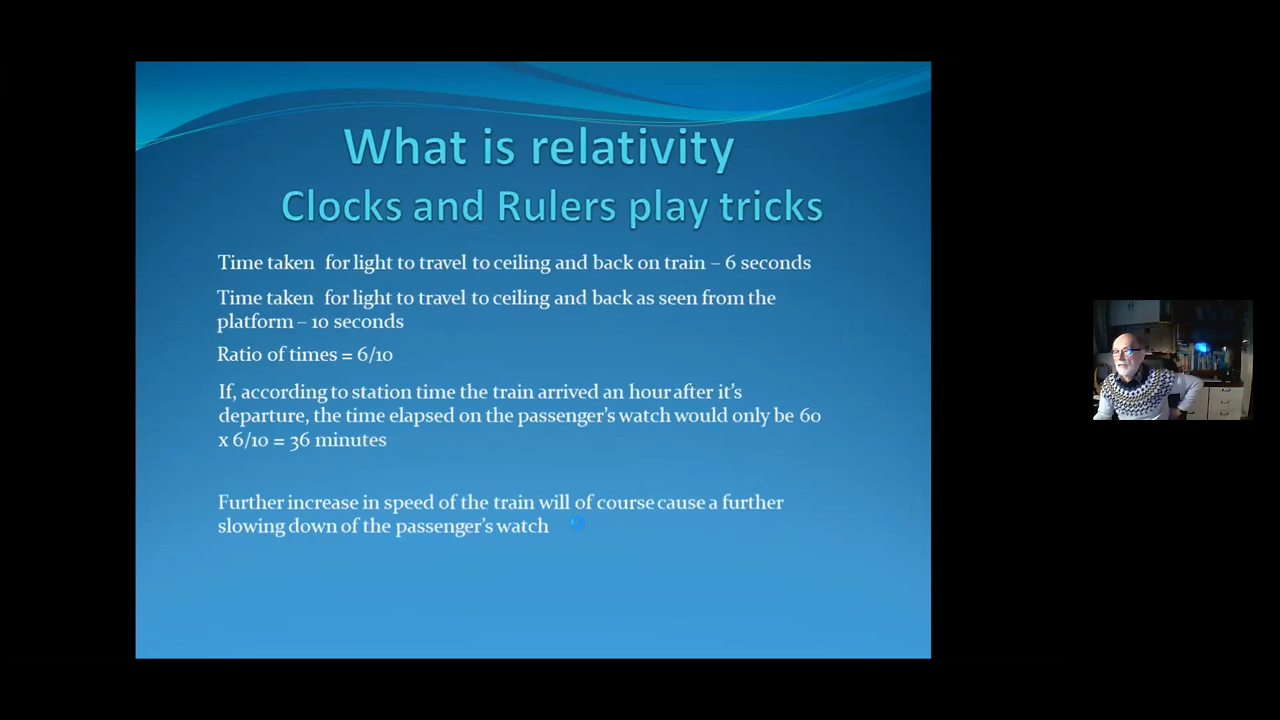 What is relativity
Clocks and Rulers play tricks
Time taken for light to travel to ceiling and back on train – 6 seconds
Time taken for light to travel to ceiling and back as seen from the
platform – 10 seconds
Ratio of times = 6/10
If, according to station time the train arrived an hour after it's
departure, the time elapsed on the passenger's watch would only be 60
x 6/10 = 36 minutes
Further increase in speed of the train will of course cause a further
slowing down of the passenger's watch